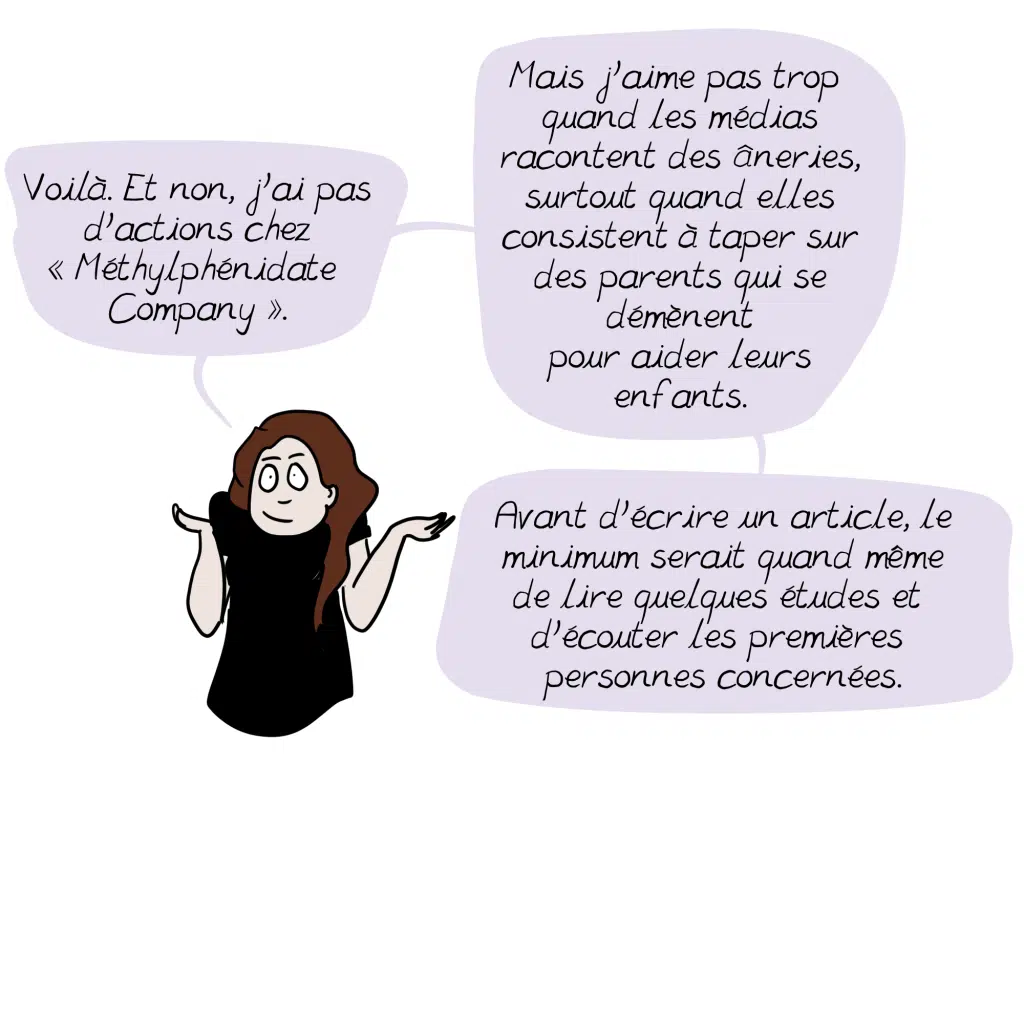 Voilà. Et non, j'ai pas
d'actions chez
« Méthylphénidate
Company ».
Mais j'aime pas trop
quand les médias
racontent des âneries,
surtout quand elles
consistent à taper sur
des parents qui se
démènent
pour aider leurs
enfants.
Avant d'écrire un article, le
minimum serait quand même
de lire quelques études et
d'écouter les premières
personnes concernées.